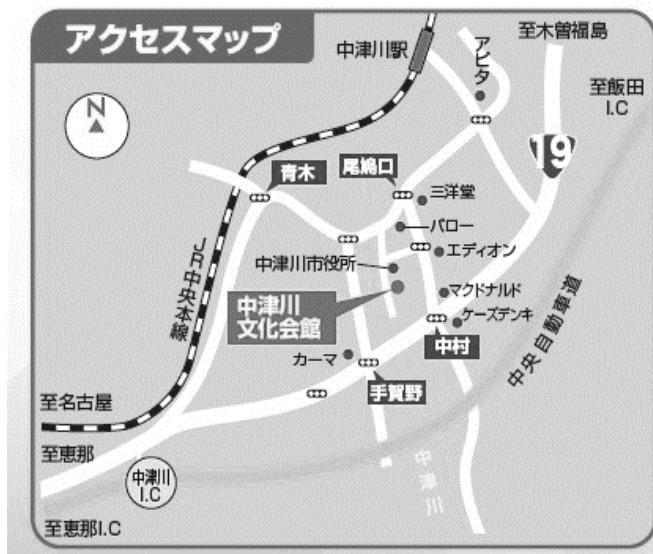 アクセスマップ
中津川駅
アピタ
至木曽福島
至飯田
I.C
N
19
青木
尾鳩口
三洋堂
バロー
エディオン
中津川市役所
JR中央本線
中津川
文化会館
マクドナルド
ケーズデンキ
中村
中央自動車道
カーマ
手賀野
至名古屋
至恵那
中津川
I.C
中津川
至恵那I.C